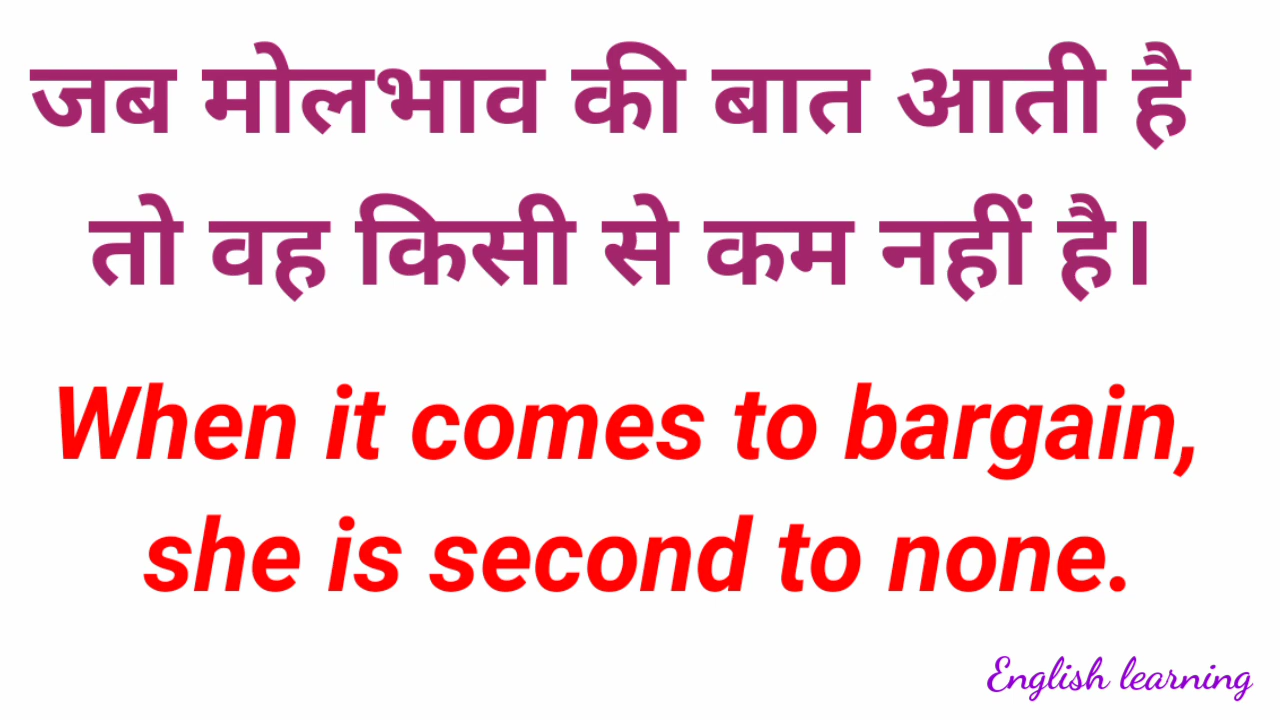 जब मोलभाव की बात आती है
तो वह किसी से कम नहीं है।
When it comes to bargain,
she is second to none.
English learning